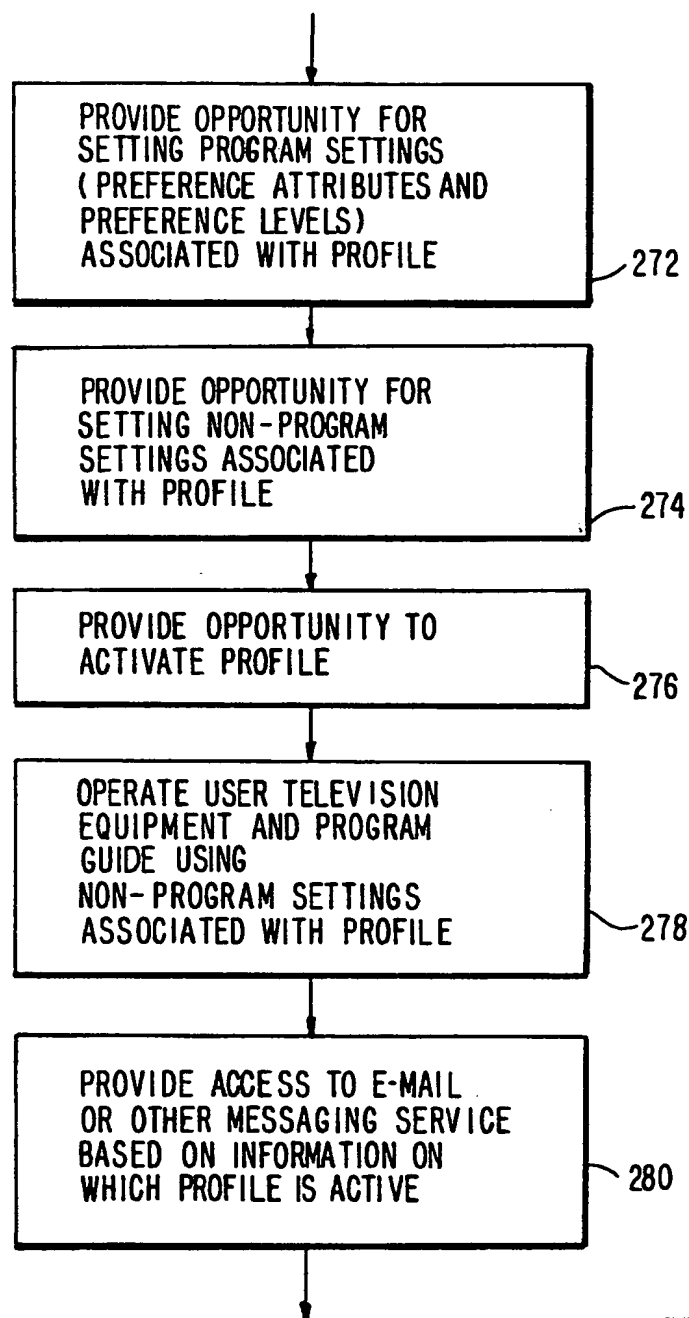 PROVIDE OPPORTUNITY FOR
SETTING PROGRAM SETTINGS
(PREFERENCE ATTRIBUTES AND
PREFERENCE LEVELS)
ASSOCIATED WITH PROFILE
272
PROVIDE OPPORTUNITY FOR
SETTING NON-PROGRAM
SETTINGS ASSOCIATED
WITH PROFILE
274
PROVIDE OPPORTUNITY TO
ACTIVATE PROFILE
276
OPERATE USER TELEVISION
EQUIPMENT AND PROGRAM
GUIDE USING
NON-PROGRAM SETTINGS
ASSOCIATED WITH PROFILE
278
PROVIDE ACCESS TO E-MAIL
OR OTHER MESSAGING SERVICE
BASED ON INFORMATION ON
WHICH PROFILE IS ACTIVE
280